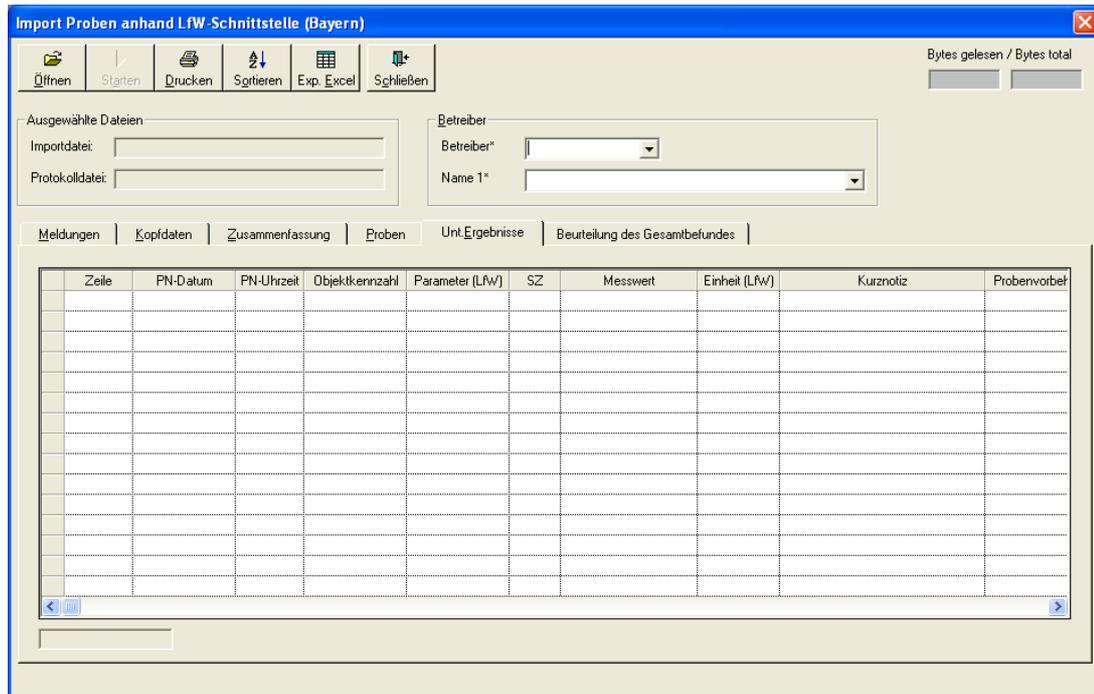 Import Proben anhand LfW-Schnittstelle (Bayern)
Öffnen Starten Drucken Sortieren Exp. Excel Schließen
Bytes gelesen / Bytes total
Ausgewählte Dateien
Importdatei:
Protokolldatei:
Betreiber
Betreiber*
Name 1*
Meldungen Kopfdaten Zusammenfassung Proben Unt.Ergebnisse Beurteilung des Gesamtbefundes
Zeile PN-Datum PN-Uhrzeit Objektkennzahl Parameter (LfW) SZ Messwert Einheit (LfW) Kurznotiz Probenvorbeh